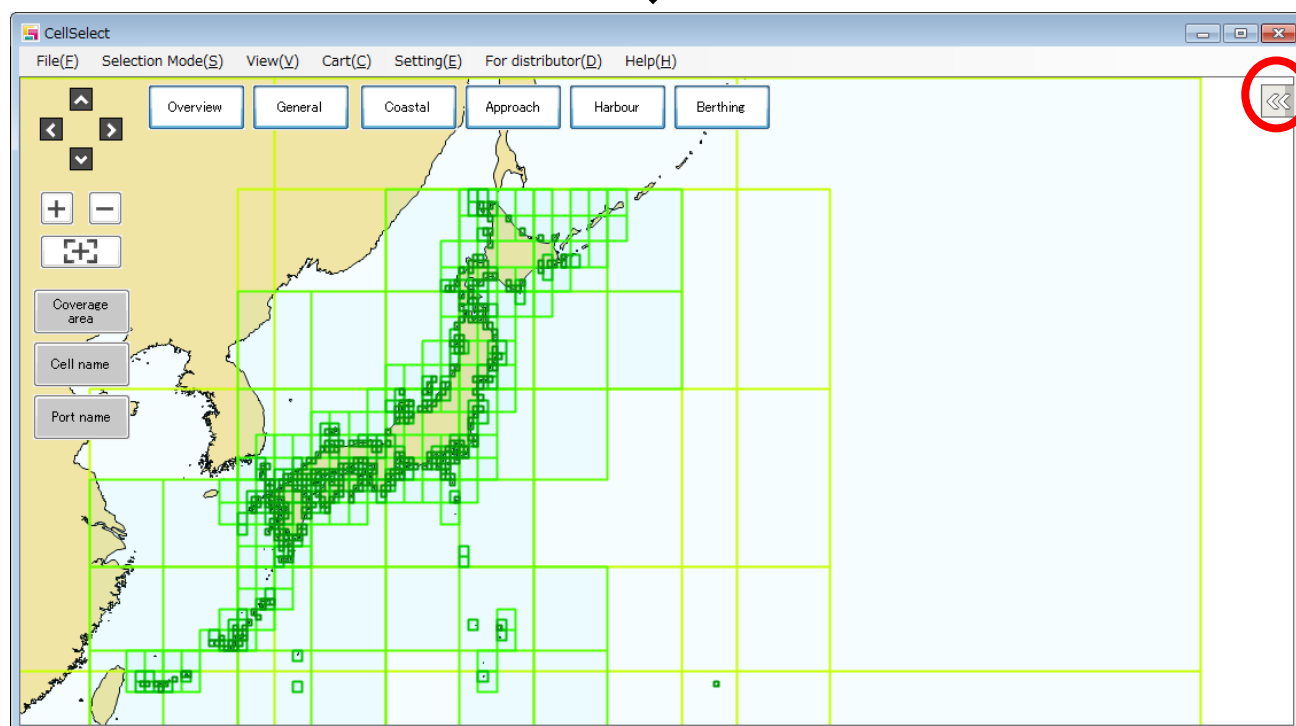 CellSelect
File(F) Selection Mode(S) View(V) Cart(C) Setting(E) For distributor(D) Help(H)
Overview General Coastal Approach Harbour Berthing
Coverage
area
Cell name
Port name